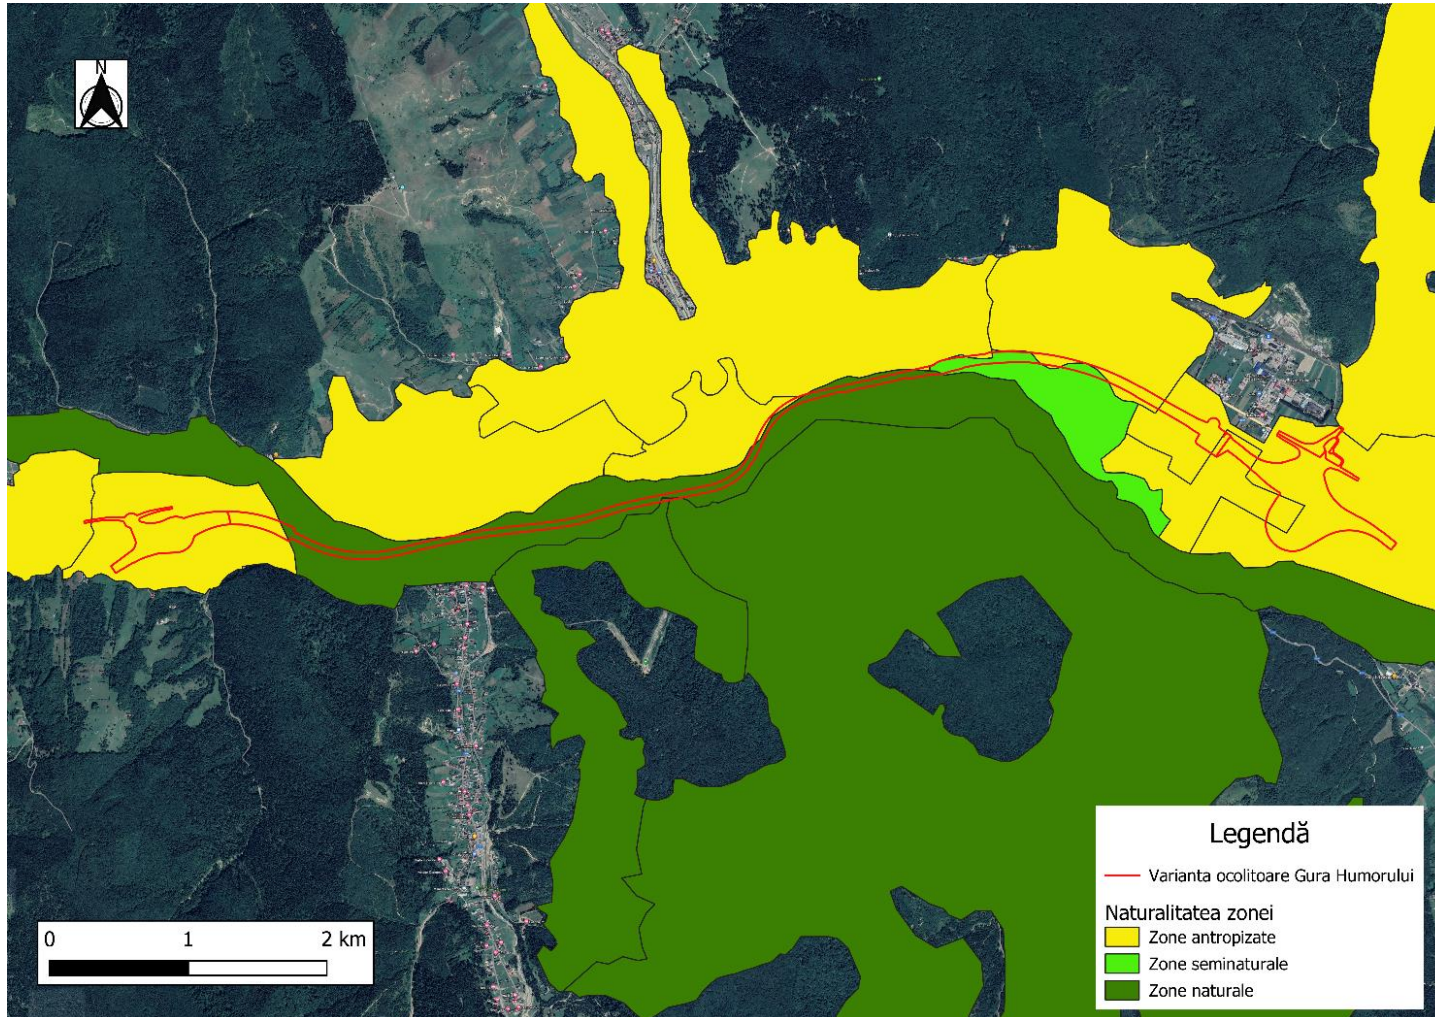 N
Legendă
Varianta ocolitoare Gura Humorului
Naturalitatea zonei
Zone antropizate
Zone seminaturale
Zone naturale
0 1 2 km